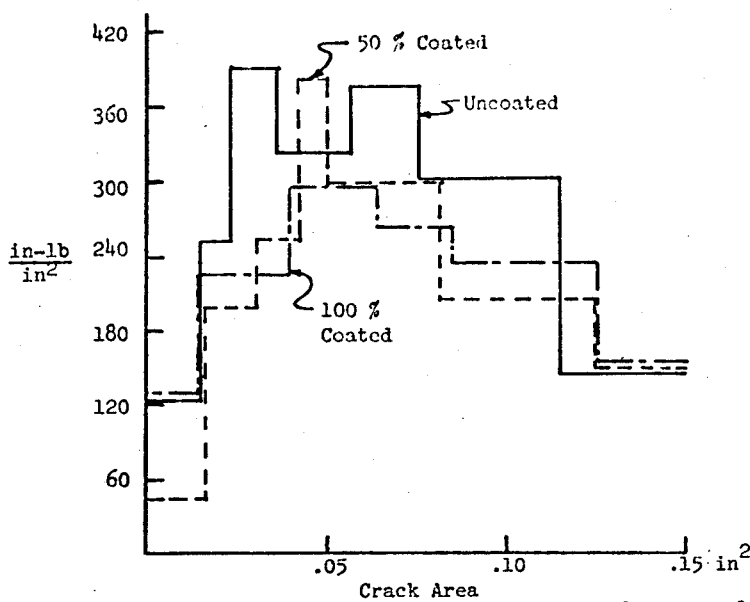 420
360
300
240
180
120
60
in-lb
in2
50 % Coated
Uncoated
100 %
Coated
.05
.10
0.15 in2
Crack Area